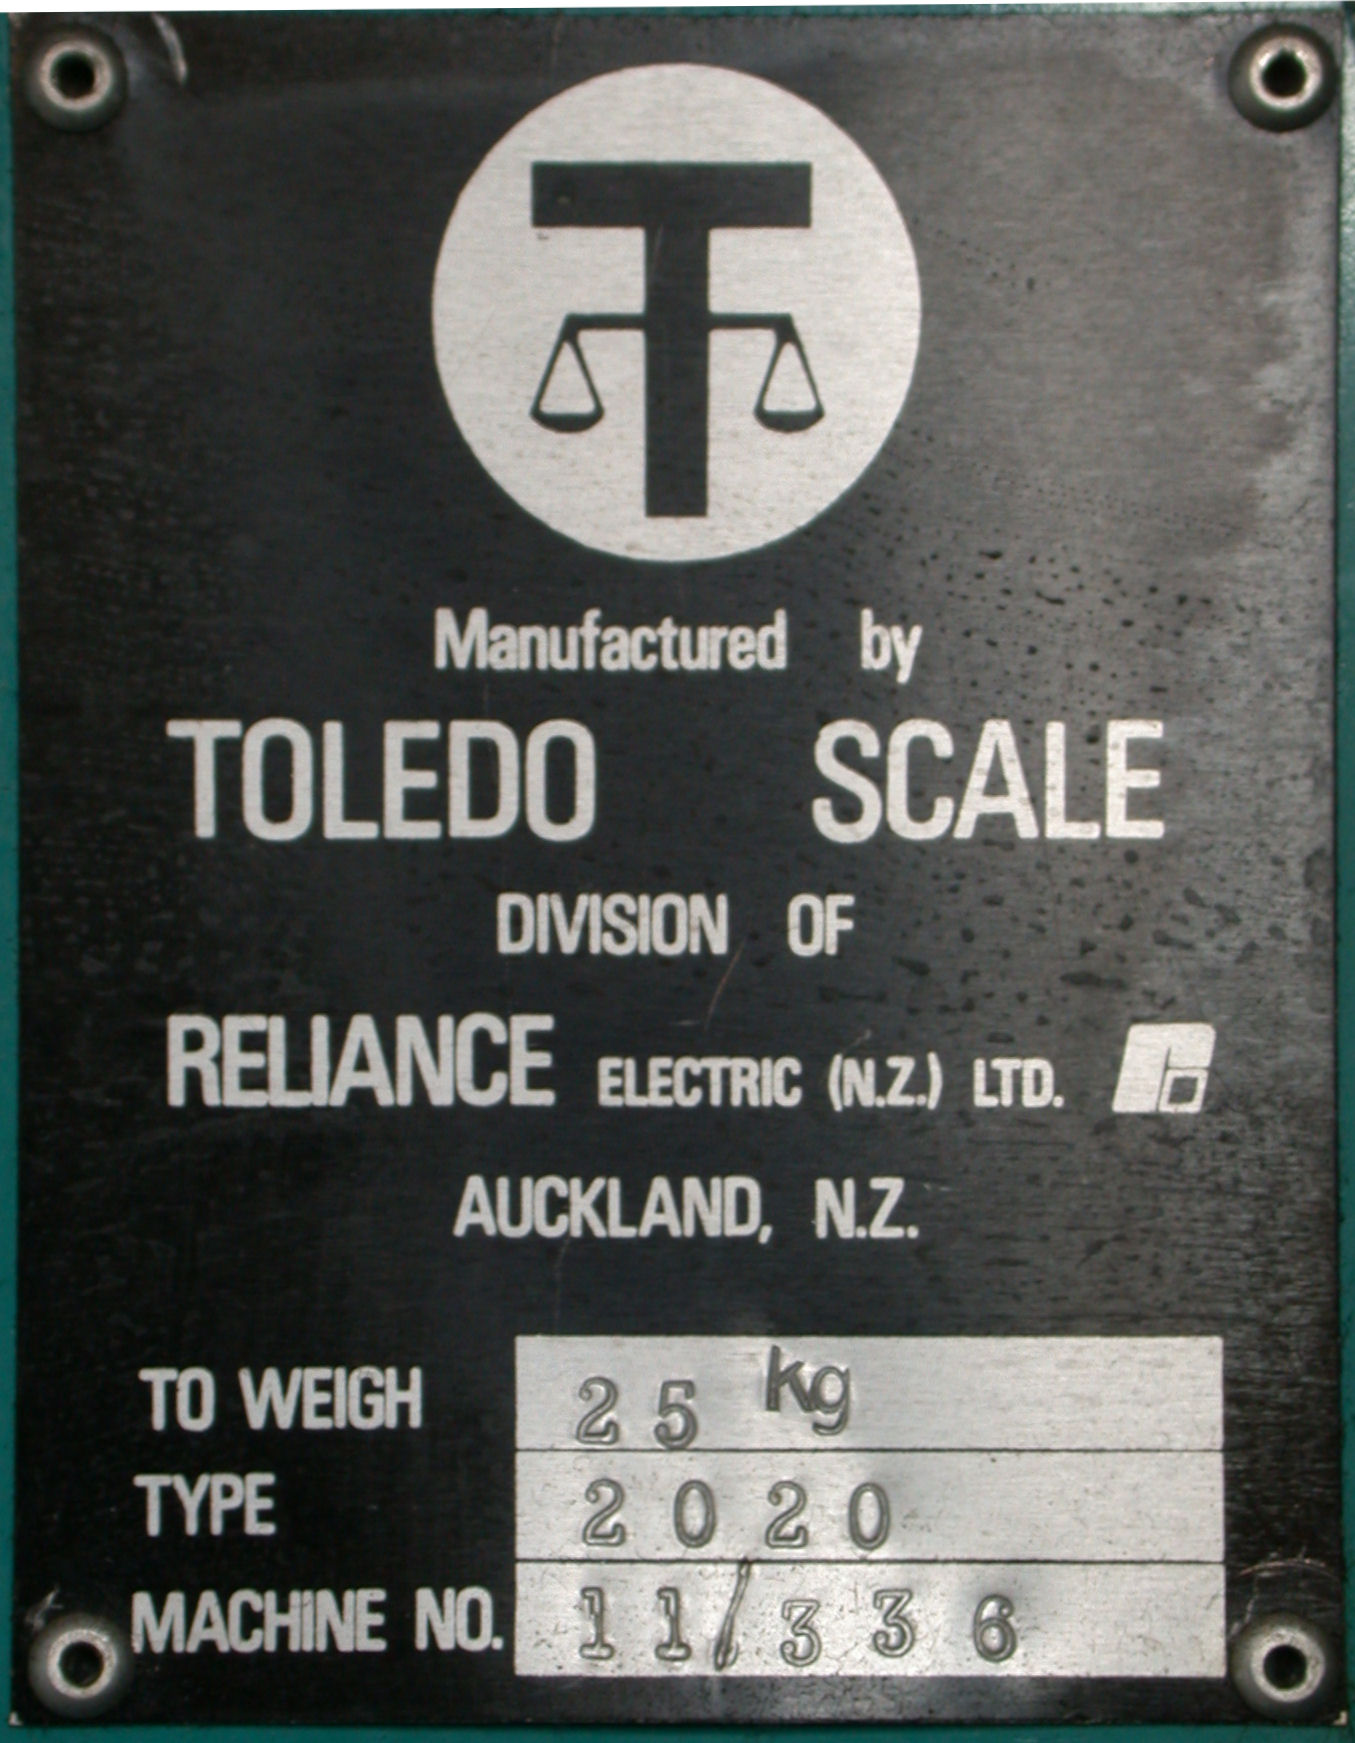 T
Manufactured by
TOLEDO SCALE
DIVISION OF
RELIANCE ELECTRIC (N.Z.) LTD.
AUCKLAND, N.Z.
TO WEIGH 25 kg
TYPE 2020
MACHINE NO. 11/336